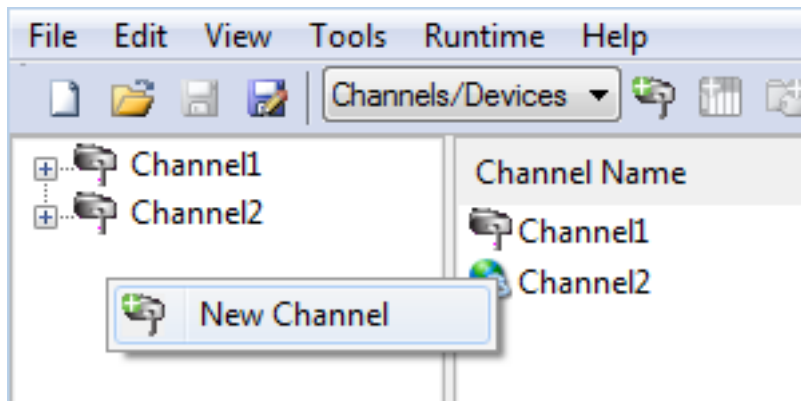 File Edit View Tools Runtime Help
Channels/Devices
Channel1
Channel2
Channel Name
Channel1
Channel2
New Channel